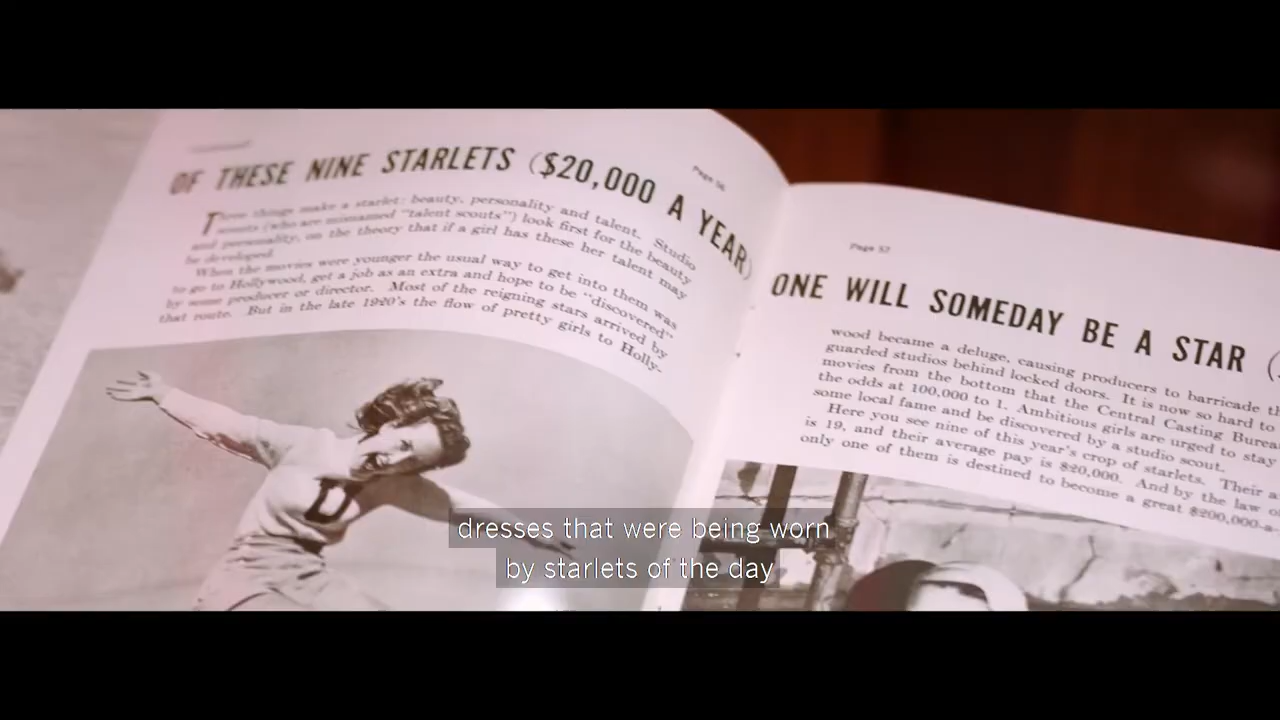 Page 56
OF THESE NINE STARLETS ($20,000 A YEAR)
Three things make a starlet: beauty, personality and talent. Studio
scouts (who are misnamed "talent scouts") look first for the beauty
and personality, on the theory that if a girl has these her talent may
be developed.
When the movies were younger the usual way to get into them was
to go to Hollywood, get a job as an extra and hope to be "discovered"
by some producer or director. Most of the reigning stars arrived by
that route. But in the late 1920's the flow of pretty girls to Holly-
D
Page 57
ONE WILL SOMEDAY BE A STAR (
wood became a deluge, causing producers to barricade th
guarded studios behind locked doors. It is now so hard to
movies from the bottom that the Central Casting Burea
the odds at 100,000 to 1. Ambitious girls are urged to stay
some local fame and be discovered by a studio scout.
Here you see nine of this year's crop of starlets. Their a
is 19, and their average pay is $20,000. And by the law o
only one of them is destined to become a great $200,000-a-
dresses that were being worn
by starlets of the day